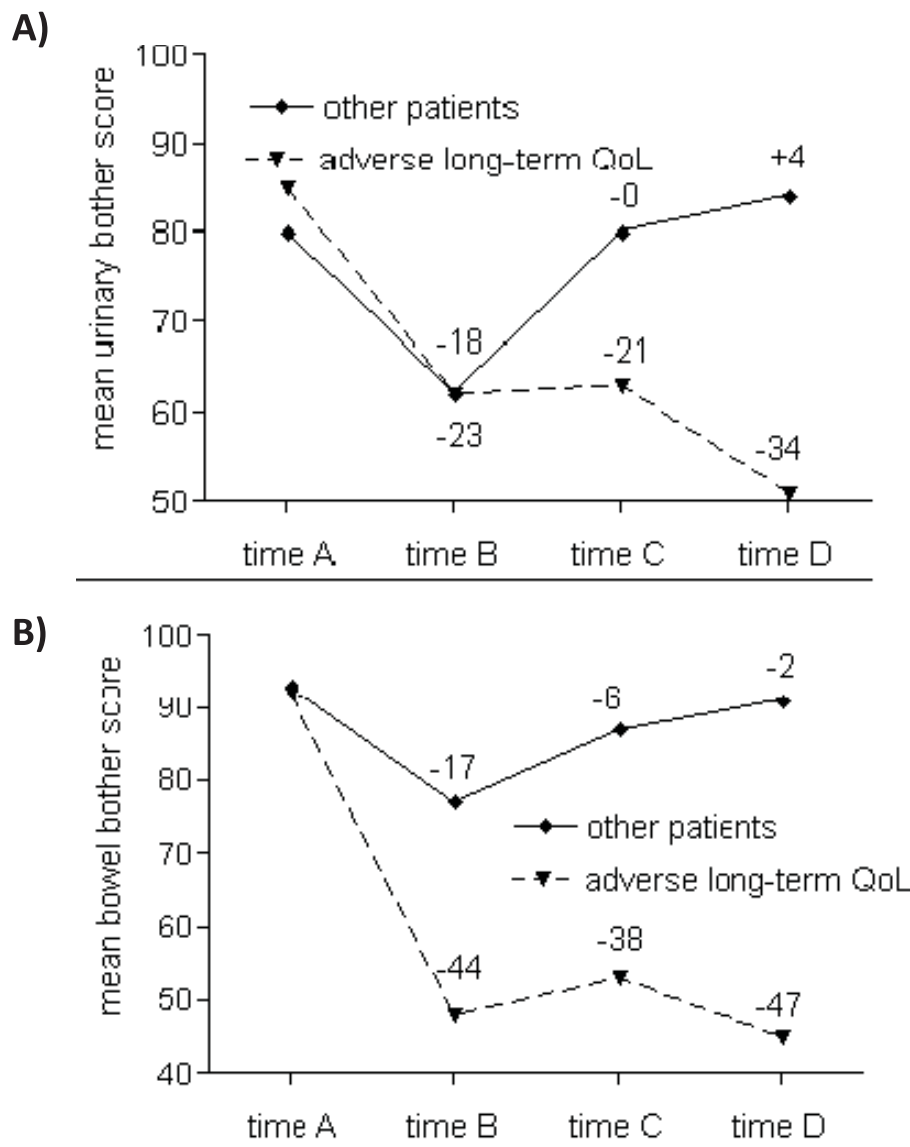 A)
mean urinary bother score
100
90
80
70
60
50
other patients
adverse long-term QoL
+4
-0
-18
-21
-23
-34
time A
time B
time C
time D
B)
mean bowel bother score
100
90
80
70
60
50
40
-2
-6
-17
other patients
adverse long-term QoL
-38
-44
-47
time A
time B
time C
time D